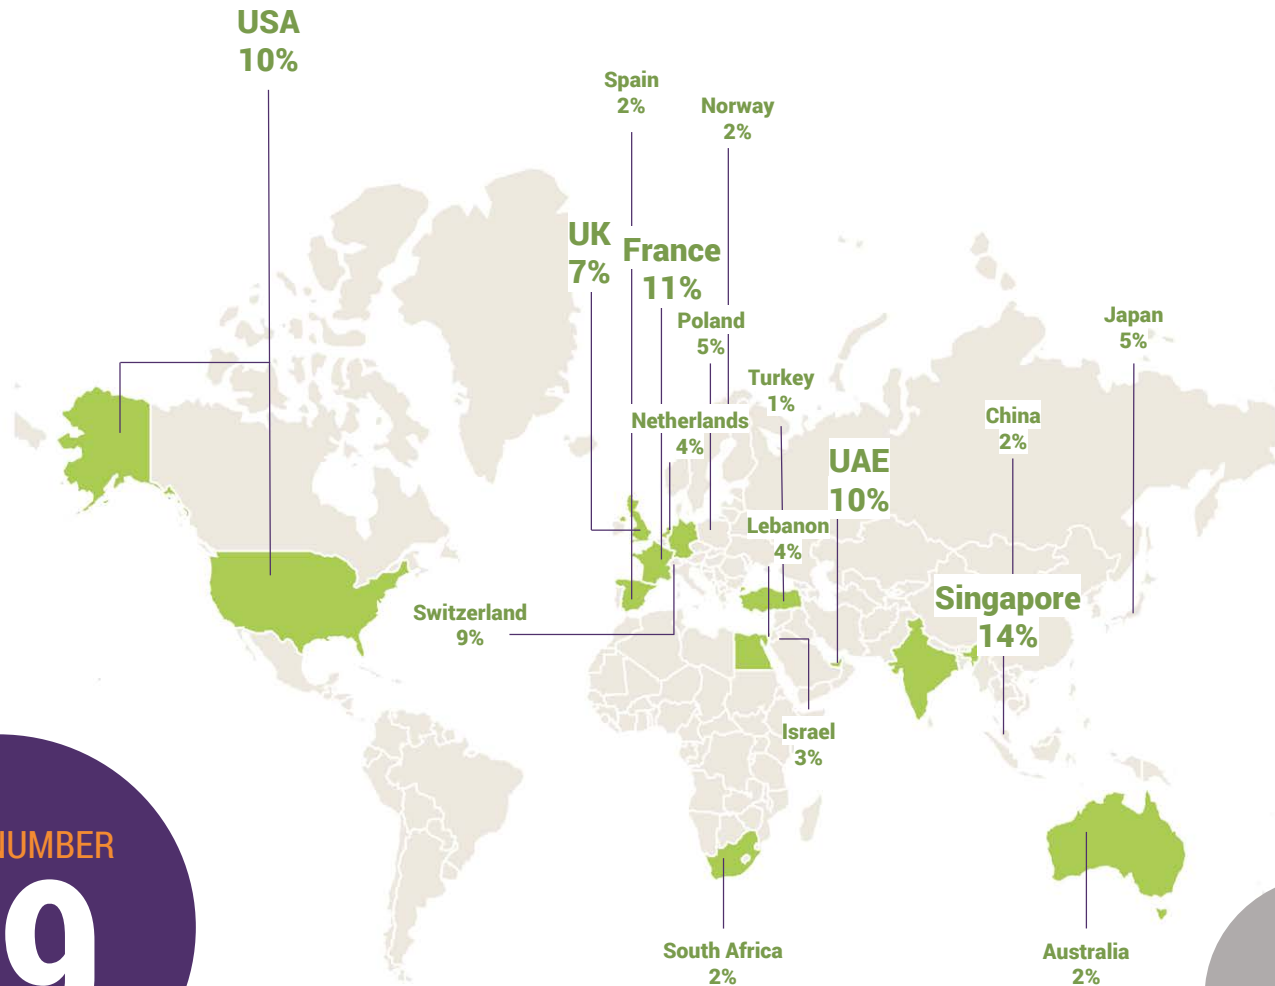 USA
10%
Spain
2%
Norway
2%
UK
7%
France
11%
Poland
5%
Japan
5%
Turkey
1%
Netherlands
4%
China
2%
UAE
10%
Lebanon
4%
Singapore
14%
Switzerland
9%
Israel
3%
NUMBER
9
South Africa
2%
Australia
2%